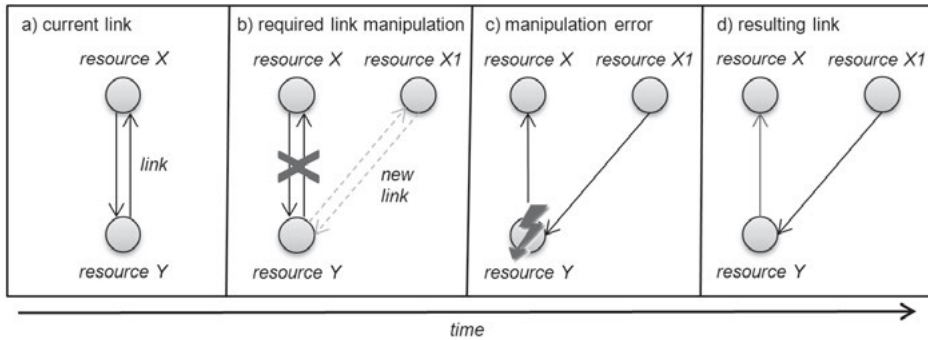 a) current link
resource X
link
resource Y
b) required link manipulation
resource X resource X1
new
link
resource Y
c) manipulation error
resource X resource X1
resource Y
d) resulting link
resource X resource X1
resource Y
time